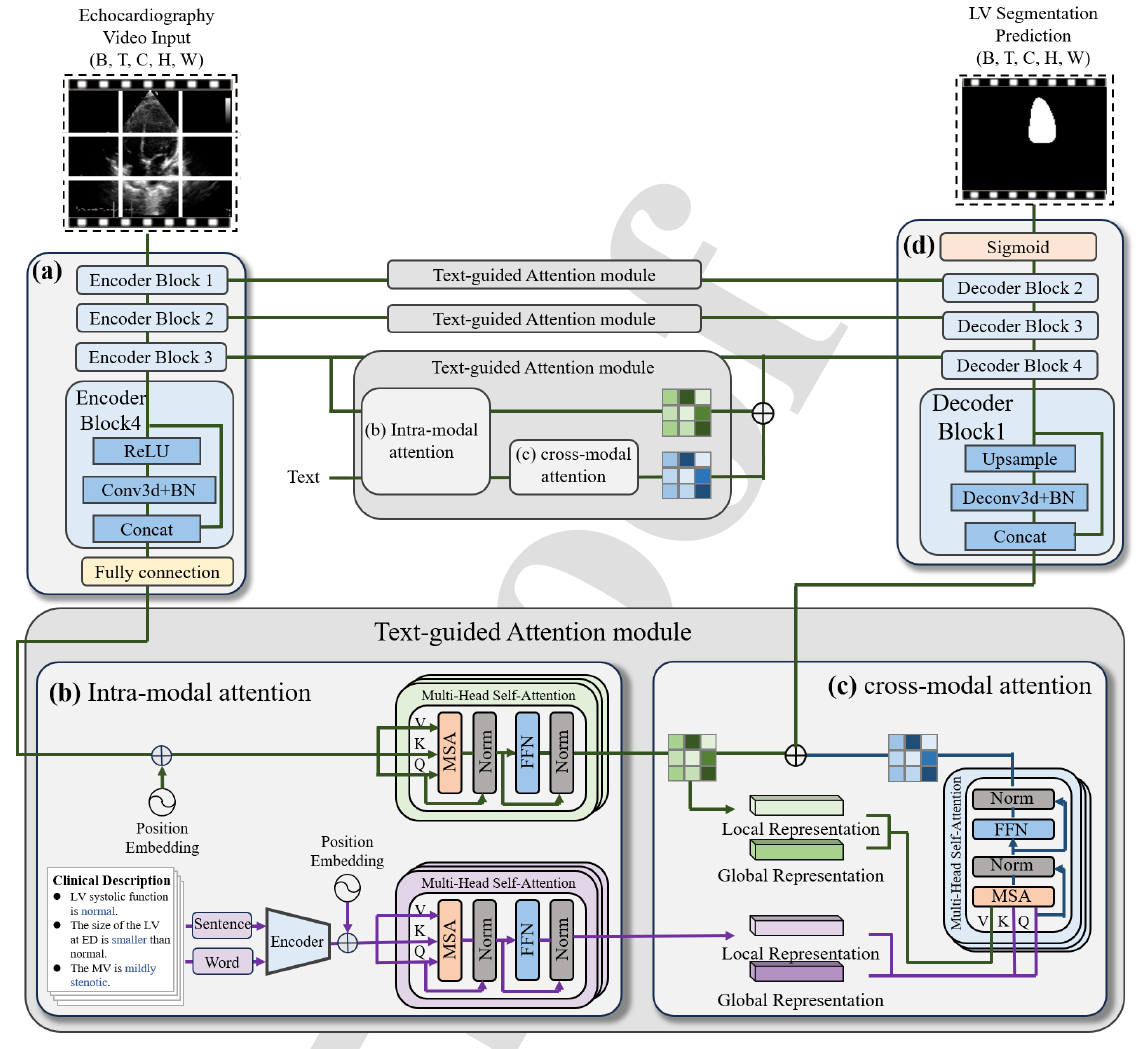 Echocardiography
Video Input
(B, T, C, H, W)
LV Segmentation
Prediction
(B, T, C, H, W)
(a)
Encoder Block 1
Encoder Block 2
Encoder Block 3
Encoder
Block4
ReLU
Conv3d+BN
Concat
Fully connection
Text-guided Attention module
Text-guided Attention module
Text-guided Attention module
(b) Intra-modal
attention
(c) cross-modal
attention
Text
(d)
Sigmoid
Decoder Block 2
Decoder Block 3
Decoder Block 4
Decoder
Block1
Upsample
Deconv3d+BN
Concat
Text-guided Attention module
(b) Intra-modal attention
Position
Embedding
Multi-Head Self-Attention
V
K
Q
MSA
Norm
FFN
Norm
Clinical Description
● LV systolic function
is normal.
● The size of the LV
at ED is smaller than
normal.
● The MV is mildly
stenotic.
Sentence
Word
Encoder
Position
Embedding
Multi-Head Self-Attention
V
K
Q
MSA
Norm
FFN
Norm
(c) cross-modal attention
Local Representation
Global Representation
Local Representation
Global Representation
Multi-Head Self-Attention
Norm
FFN
Norm
MSA
V K Q
roof